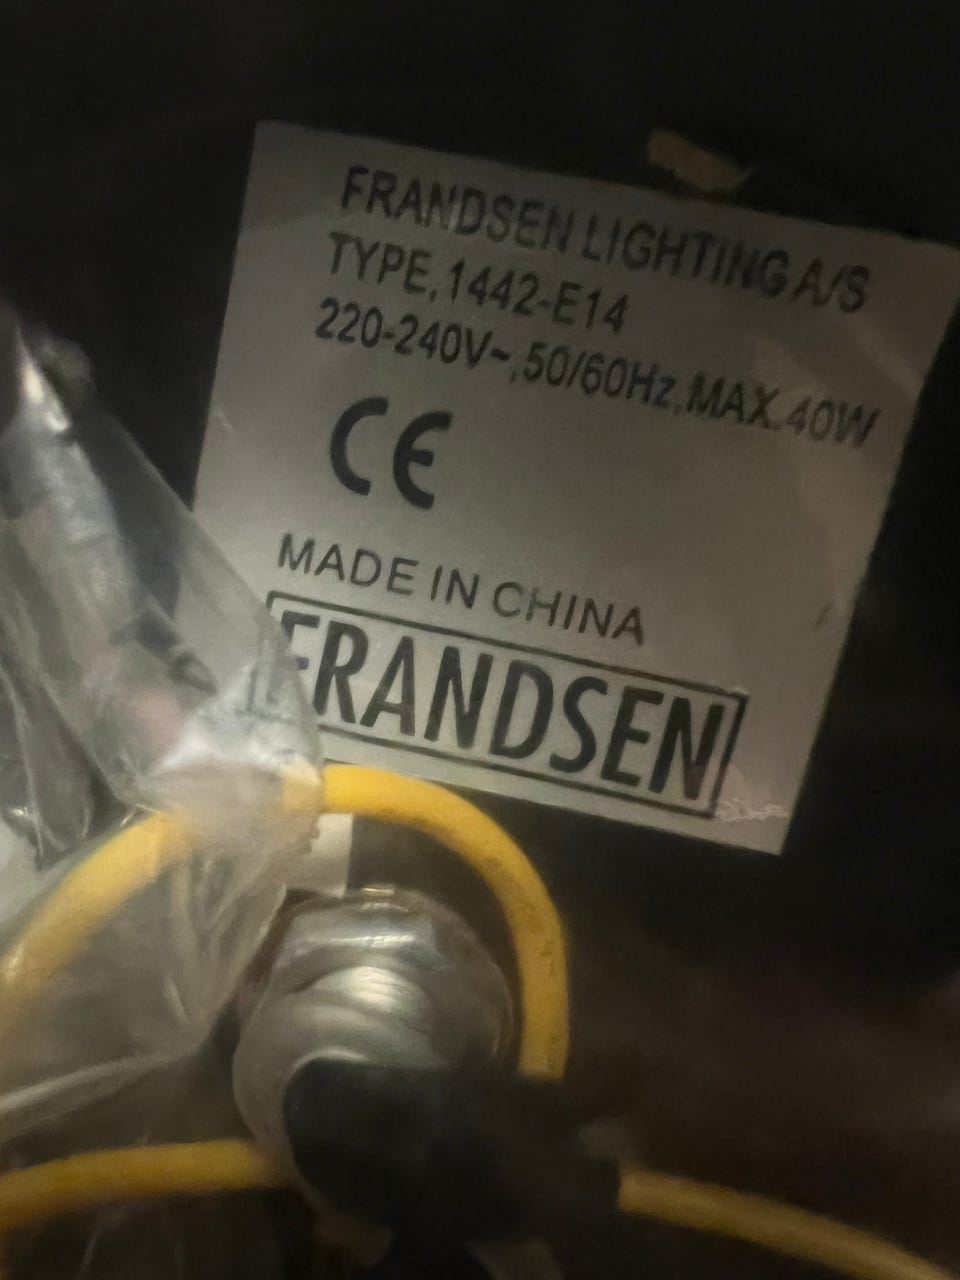 FRANDSEN LIGHTING A/S
TYPE,1442-E14
220-240V~,50/60Hz,MAX.40W
CE
MADE IN CHINA
FRANDSEN